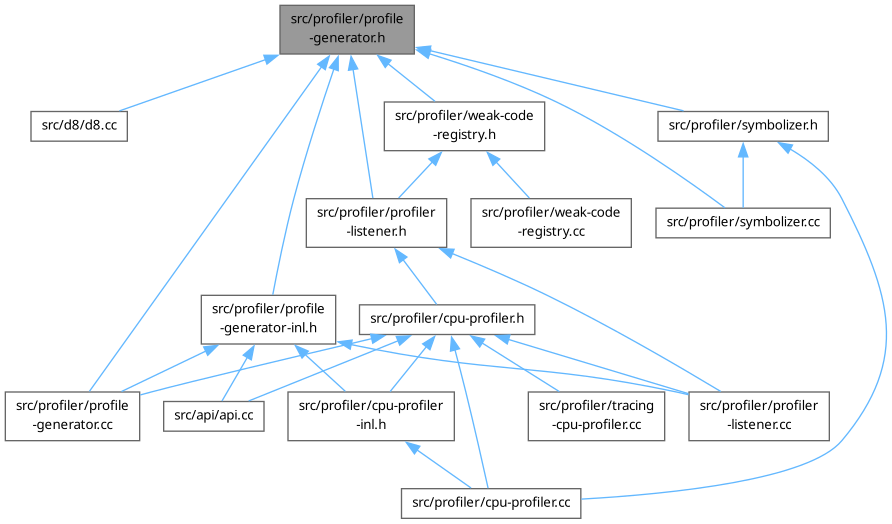 src/profiler/profile
-generator.h
src/d8/d8.cc
src/profiler/weak-code
-registry.h
src/profiler/symbolizer.h
src/profiler/profiler
-listener.h
src/profiler/weak-code
-registry.cc
src/profiler/symbolizer.cc
src/profiler/profile
-generator-inl.h
src/profiler/cpu-profiler.h
src/profiler/profile
-generator.cc
src/api/api.cc
src/profiler/cpu-profiler
-inl.h
src/profiler/tracing
-cpu-profiler.cc
src/profiler/profiler
-listener.cc
src/profiler/cpu-profiler.cc